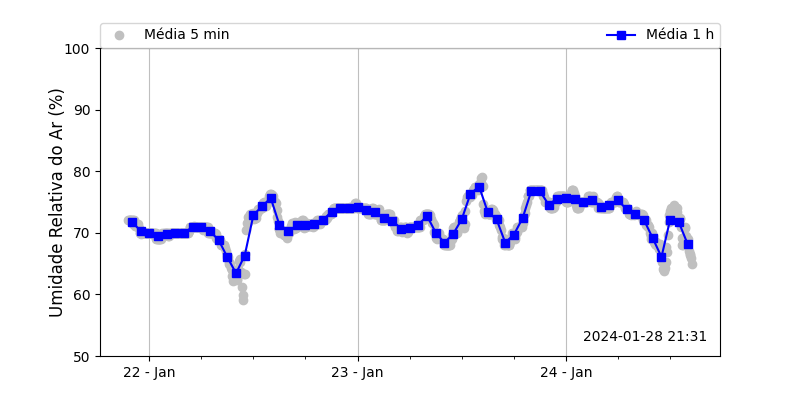 Média 5 min
Média 1 h
Umidade Relativa do Ar (%)
100
90
80
70
60
50
2024-01-28 21:31
22 - Jan
23 - Jan
24 - Jan